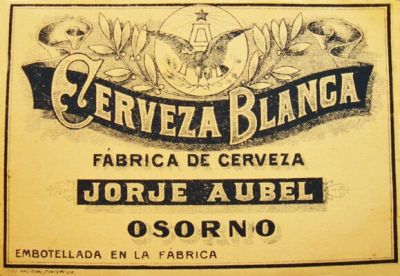 A
CERVEZA BLANCA
FÁBRICA DE CERVEZA
JORJE AUBEL
OSORNO
EMBOTELLADA EN LA FÁBRICA